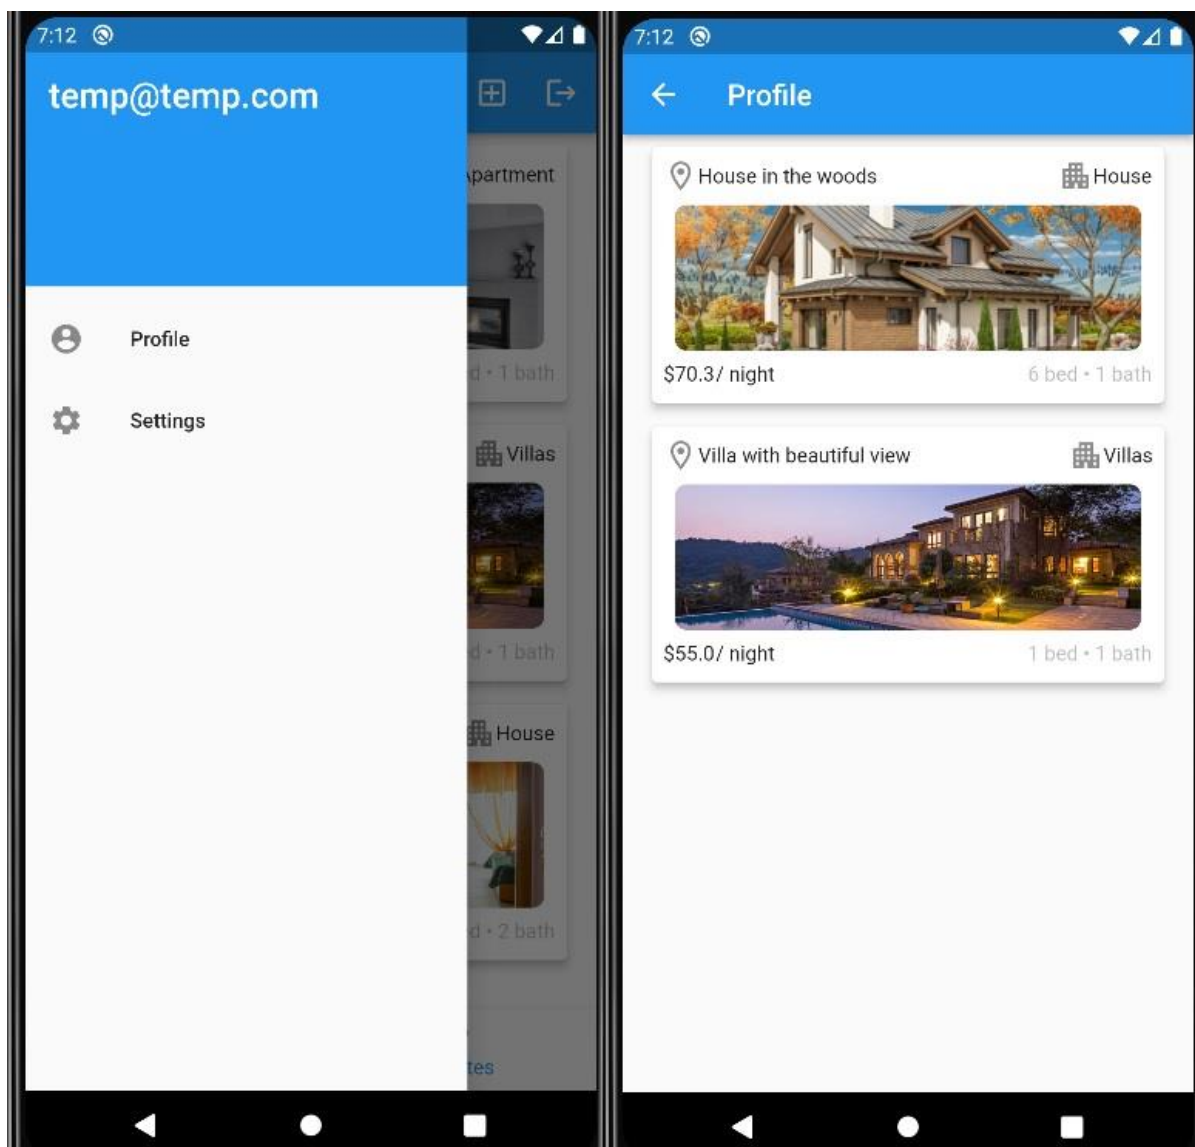 7:12
temp@temp.com
Profile
Settings
partment
1 bath
Villas
1 bath
House
2 bath
tes
7:12
Profile
House in the woods House
$70.3/ night 6 bed • 1 bath
Villa with beautiful view Villas
$55.0/ night 1 bed • 1 bath